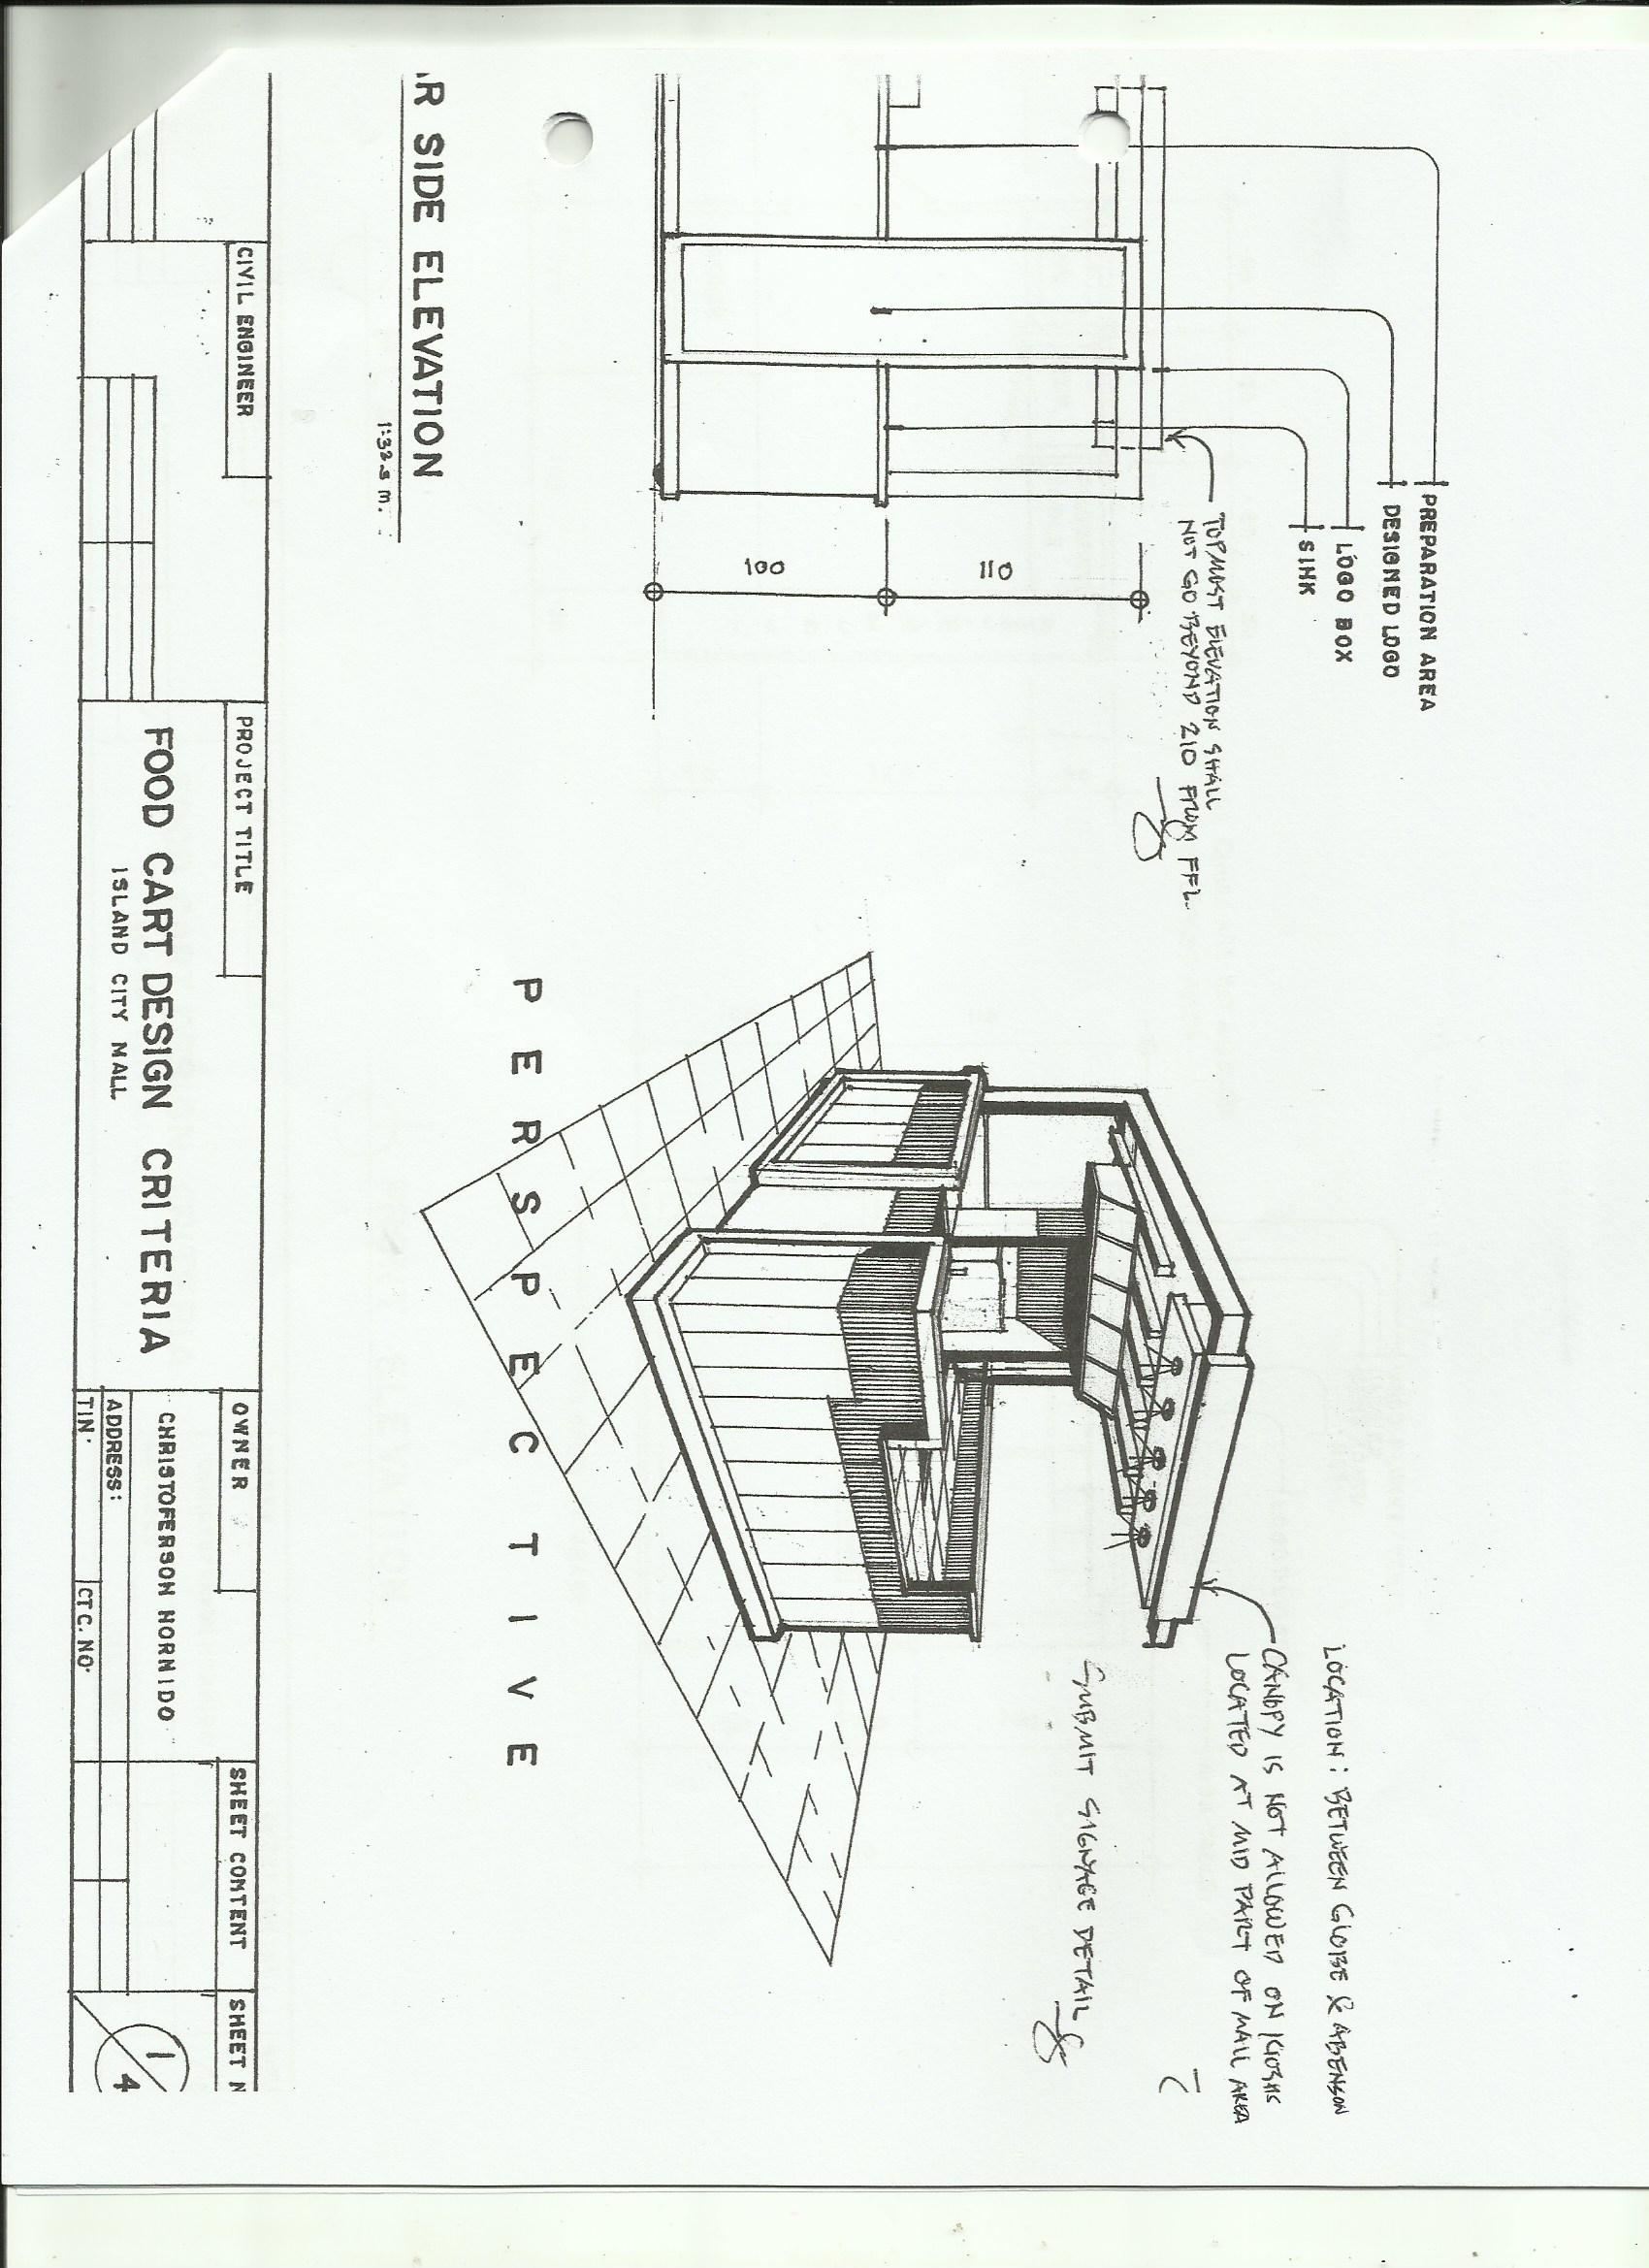 PREPARATION AREA
DESIGNED LOGO
LOGO BOX
SINK
TOPMOST ELEVATION SHALL
NOT GO BEYOND 210 FROM FFL
100
110
R SIDE ELEVATION
1:32-5 m.
LOCATION: BETWEEN GLOBE & ABENSON
CANOPY IS NOT ALLOWED ON KIOSKS
LOCATED AT MID PART OF MALL AREA
SUBMIT SIGNAGE DETAIL
PERSPECTIVE
CIVIL ENGINEER
PROJECT TITLE
FOOD CART DESIGN CRITERIA
ISLAND CITY MALL
OWNER
CHRISTOFERSON HORNIDO
ADDRESS:
TIN.
CTC. NO.
SHEET CONTENT
SHEET N
1
4